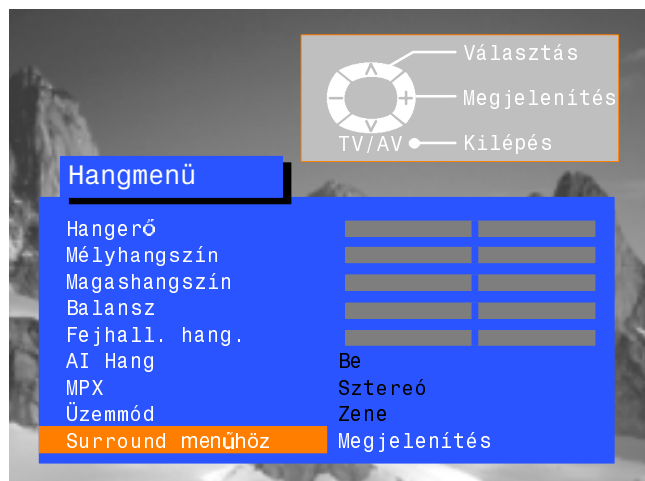 Választás
Megjelenítés
TV/AV Kilépés
Hangmenü
Hangerő
Mélyhangszín
Magashangszín
Balansz
Fejhall. hang.
AI Hang Be
MPX Sztereó
Üzemmód Zene
Surround menűhöz Megjelenítés